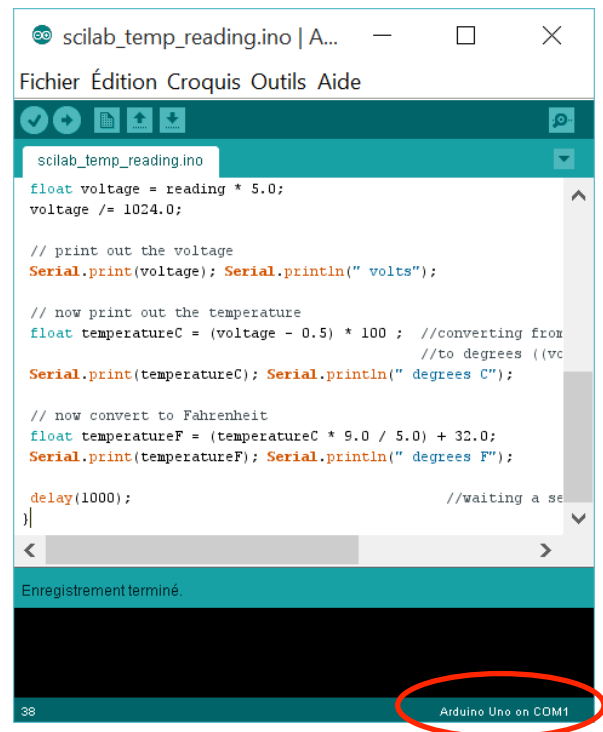 scilab_temp_reading.ino | A...
Fichier Édition Croquis Outils Aide
scilab_temp_reading.ino
float voltage = reading * 5.0;
voltage /= 1024.0;
// print out the voltage
Serial.print(voltage); Serial.println(" volts");
// now print out the temperature
float temperatureC = (voltage - 0.5) * 100 ; //converting from
//to degrees ((vo
Serial.print(temperatureC); Serial.println(" degrees C");
// now convert to Fahrenheit
float temperatureF = (temperatureC * 9.0 / 5.0) + 32.0;
Serial.print(temperatureF); Serial.println(" degrees F");
delay(1000); //waiting a se
}
Enregistrement terminé.
38 Arduino Uno on COM1